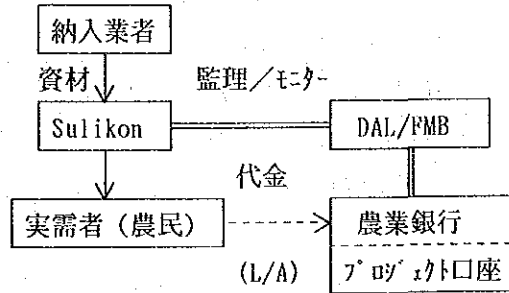 納入業者
資材
監理/ﾓﾆﾀｰ
Sulikon
DAL/FMB
代金
実需者(農民)
農業銀行
(L/A)
ﾌﾟﾛｼﾞｪｸﾄ口座